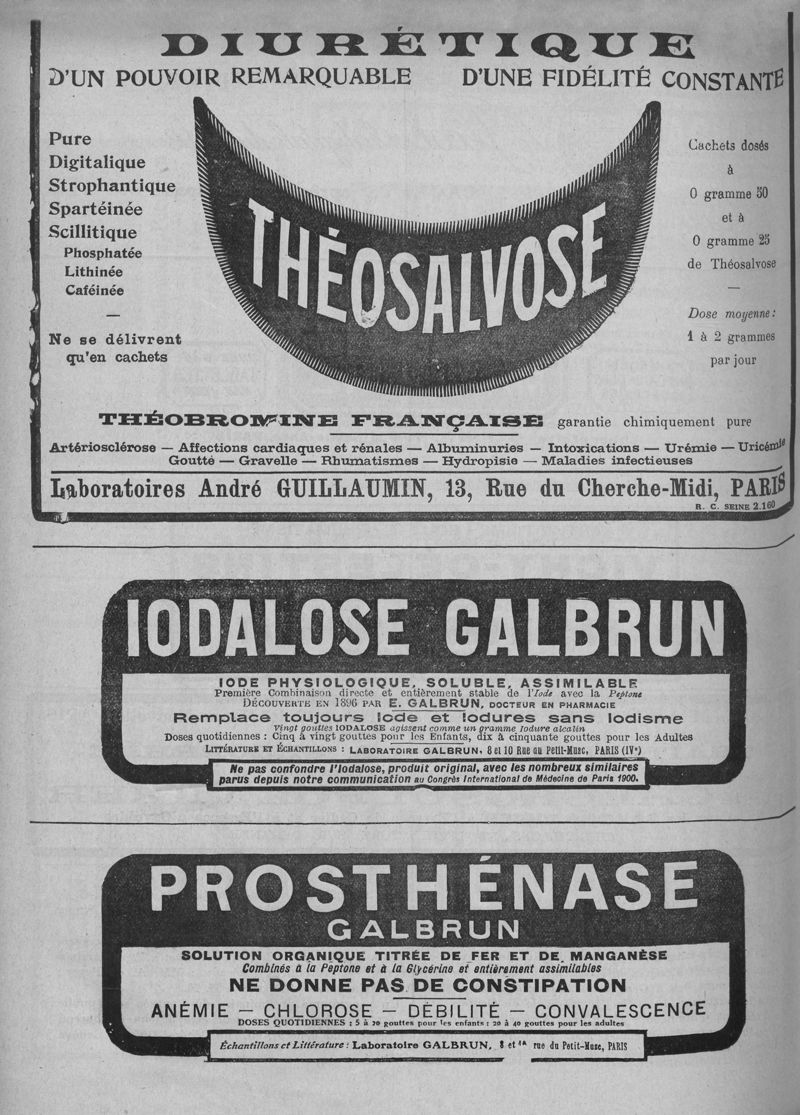 DIURÉTIQUE
D'UN POUVOIR REMARQUABLE D'UNE FIDÉLITÉ CONSTANTE
Pure
Digitalique
Strophantique
Spartéinée
Scillitique
Phosphatée
Lithinée
Caféinée
—
Ne se délivrent
qu'en cachets
THÉOSALVOSE
Cachets dosés
à
0 gramme 50
et à
0 gramme 25
de Théosalvose
—
Dose moyenne:
1 à 2 grammes
par jour
THÉOBROMINE FRANÇAISE garantie chimiquement pure
Artériosclérose — Affections cardiaques et rénales — Albuminuries — Intoxications — Urémie — Uricémie
Goutte — Gravelle — Rhumatismes — Hydropisie — Maladies infectieuses
Laboratoires André GUILLAUMIN, 13, Rue du Cherche-Midi, PARIS
R. C. SEINE 2.160
IODALOSE GALBRUN
IODE PHYSIOLOGIQUE, SOLUBLE, ASSIMILABLE
Première Combinaison directe et entièrement stable de l'Iode avec la Peptone
DÉCOUVERTE EN 1896 PAR E. GALBRUN, DOCTEUR EN PHARMACIE
Remplace toujours Iode et Iodures sans Iodisme
Vingt gouttes IODALOSE agissent comme un gramme Iodure alcalin
Doses quotidiennes : Cinq à vingt gouttes pour les Enfants, dix à cinquante gouttes pour les Adultes
LITTÉRATURE ET ÉCHANTILLONS : LABORATOIRE GALBRUN, 8 et 10 Rue du Petit-Musc, PARIS (IVe)
Ne pas confondre l'Iodalose, produit original, avec les nombreux similaires
parus depuis notre communication au Congrès International de Médecine de Paris 1900.
PROSTHÉNASE
GALBRUN
SOLUTION ORGANIQUE TITRÉE DE FER ET DE MANGANÈSE
Combinés à la Peptone et à la Glycérine et entièrement assimilables
NE DONNE PAS DE CONSTIPATION
ANÉMIE — CHLOROSE — DÉBILITÉ — CONVALESCENCE
DOSES QUOTIDIENNES : 5 à 20 gouttes pour les enfants ; 20 à 40 gouttes pour les adultes
Échantillons et Littérature : Laboratoire GALBRUN, 8 et rue du Petit-Musc, PARIS